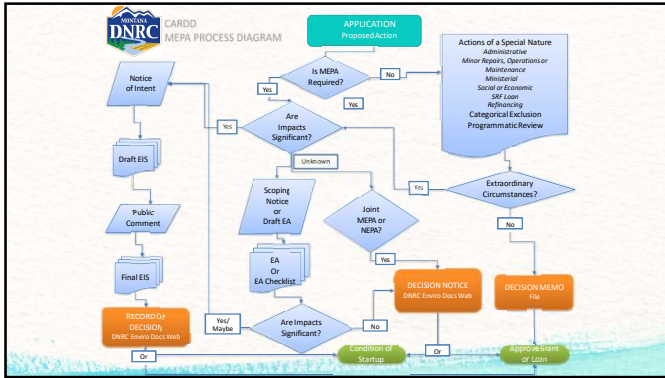 MONTANA
DNRC
CARDD
MEPA PROCESS DIAGRAM
APPLICATION
Proposed Action
Is MEPA
Required?
Yes
No
Yes
Actions of a Special Nature
Administrative
Minor Repairs, Operations or
Maintenance
Ministerial
Social or Economic
SRF Loan
Refinancing
Categorical Exclusion
Programmatic Review
Notice
of Intent
Yes
Are
Impacts
Significant?
Unknown
Draft EIS
Scoping
Notice
or
Draft EA
Joint
MEPA or
NEPA?
Yes
Extraordinary
Circumstances?
No
Public
Comment
EA
Or
EA Checklist
Yes
Final EIS
DECISION NOTICE
DNRC Enviro Docs Web
DECISION MEMO
File
RECORD OF
DECISION
DNRC Enviro Docs Web
Yes/
Maybe
Are Impacts
Significant?
No
Or
Condition of
Startup
Or
Approve Grant
or Loan